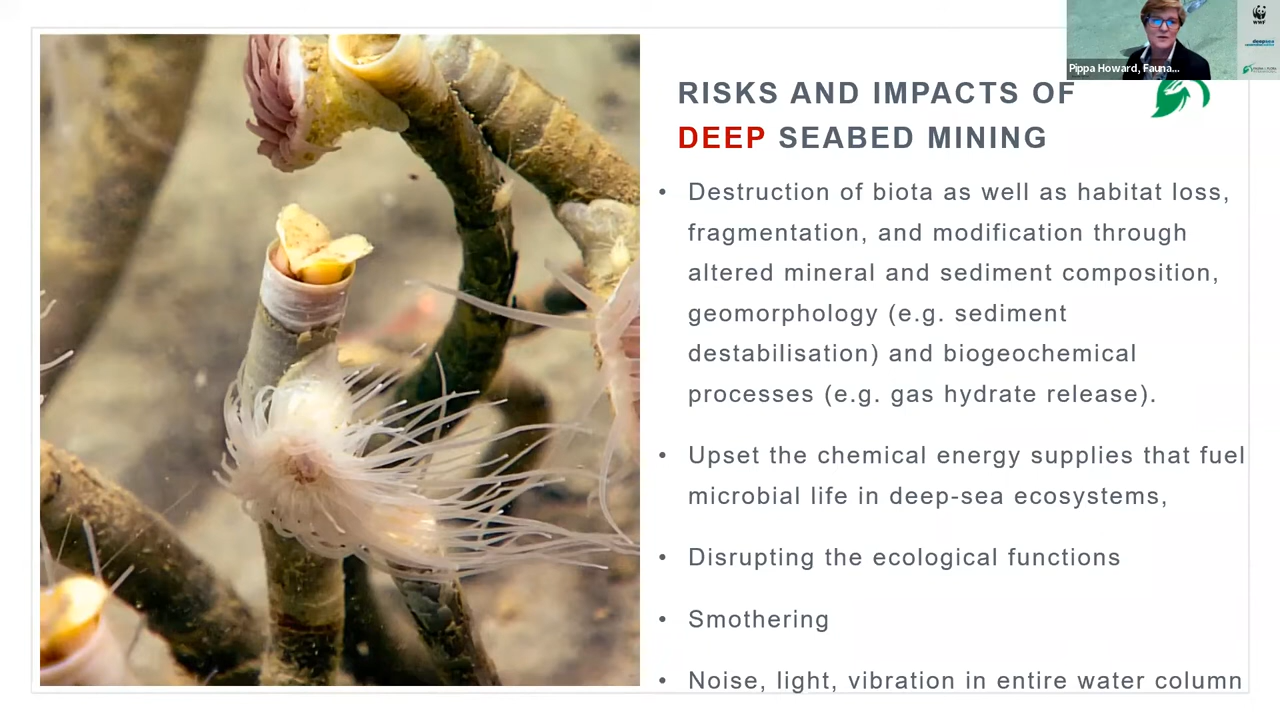 RISKS AND IMPACTS OF
DEEP SEABED MINING
• Destruction of biota as well as habitat loss,
fragmentation, and modification through
altered mineral and sediment composition,
geomorphology (e.g. sediment
destabilisation) and biogeochemical
processes (e.g. gas hydrate release).
• Upset the chemical energy supplies that fuel
microbial life in deep-sea ecosystems,
• Disrupting the ecological functions
• Smothering
• Noise, light, vibration in entire water column
Pippa Howard, Fauna...
WWF